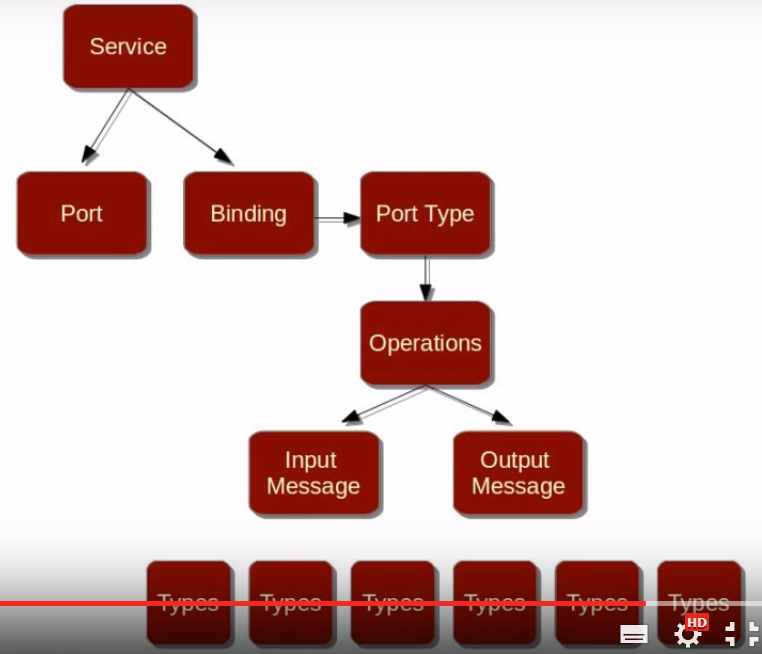 Service
Port
Binding
Port Type
Operations
Input
Message
Output
Message
Types
Types
Types
Types
Types
Types
HD